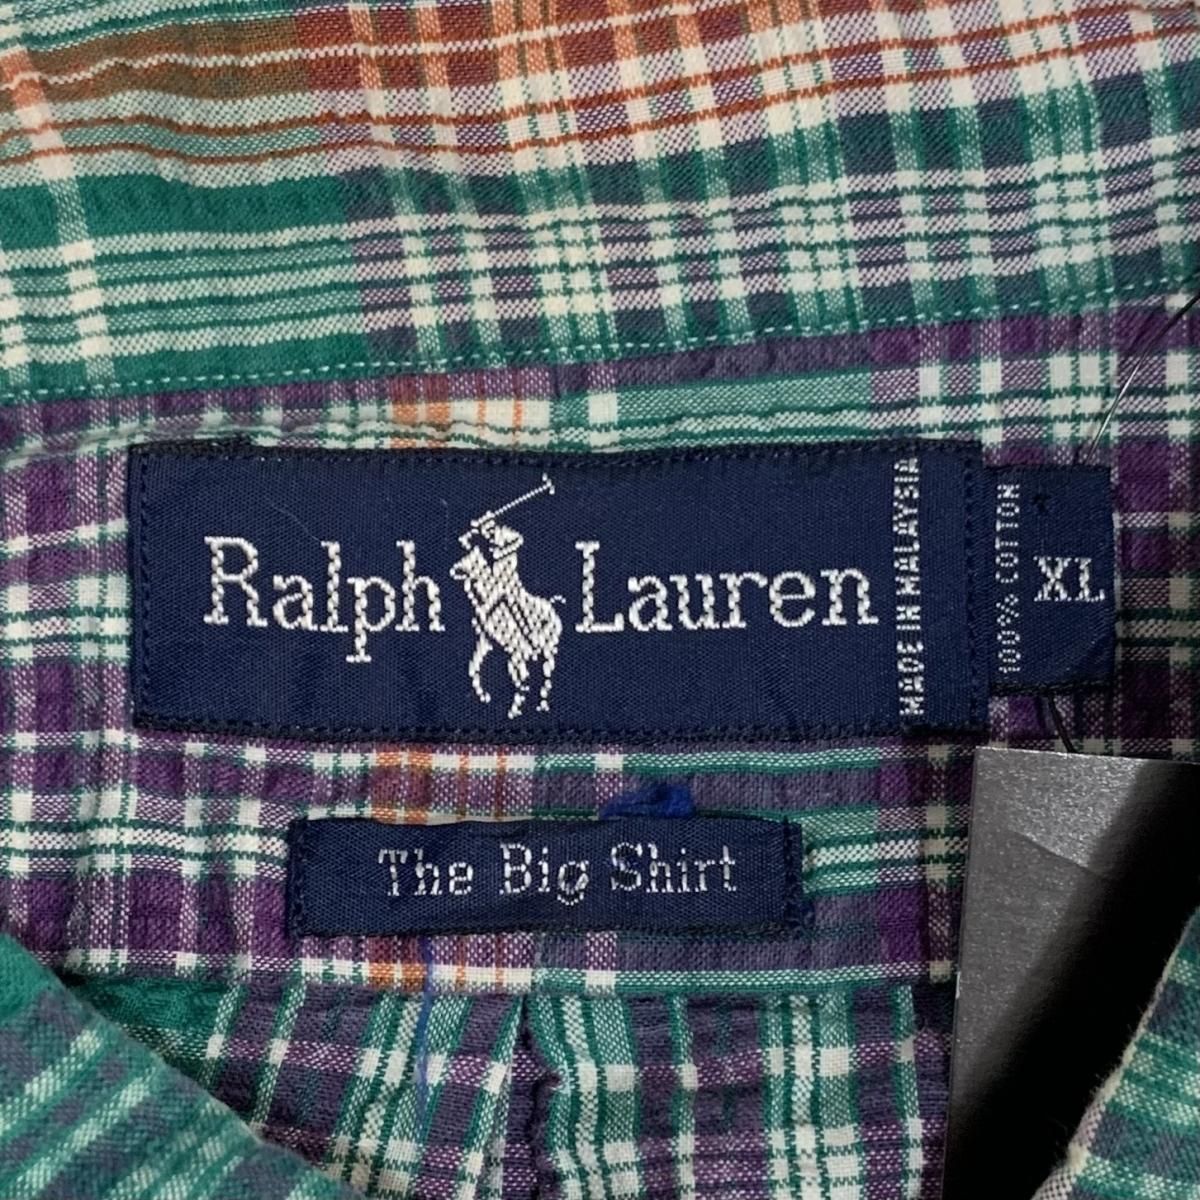 Ralph Lauren
MADE IN MALAYSIA
100% COTTON
XL
The Big Shirt